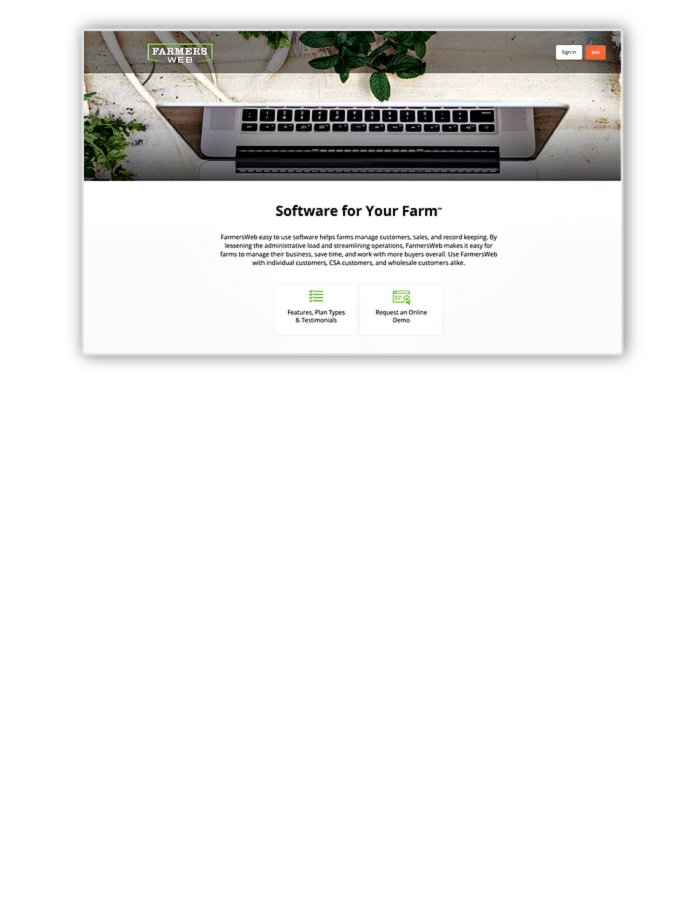 FARMERS
WEB
Sign in
Join
Software for Your Farm™
FarmersWeb easy to use software helps farms manage customers, sales, and record keeping. By
lessening the administrative load and streamlining operations, FarmersWeb makes it easy for
farms to manage their business, save time, and work with more buyers overall. Use FarmersWeb
with individual customers, CSA customers, and wholesale customers alike.
Features, Plan Types
& Testimonials
Request an Online
Demo